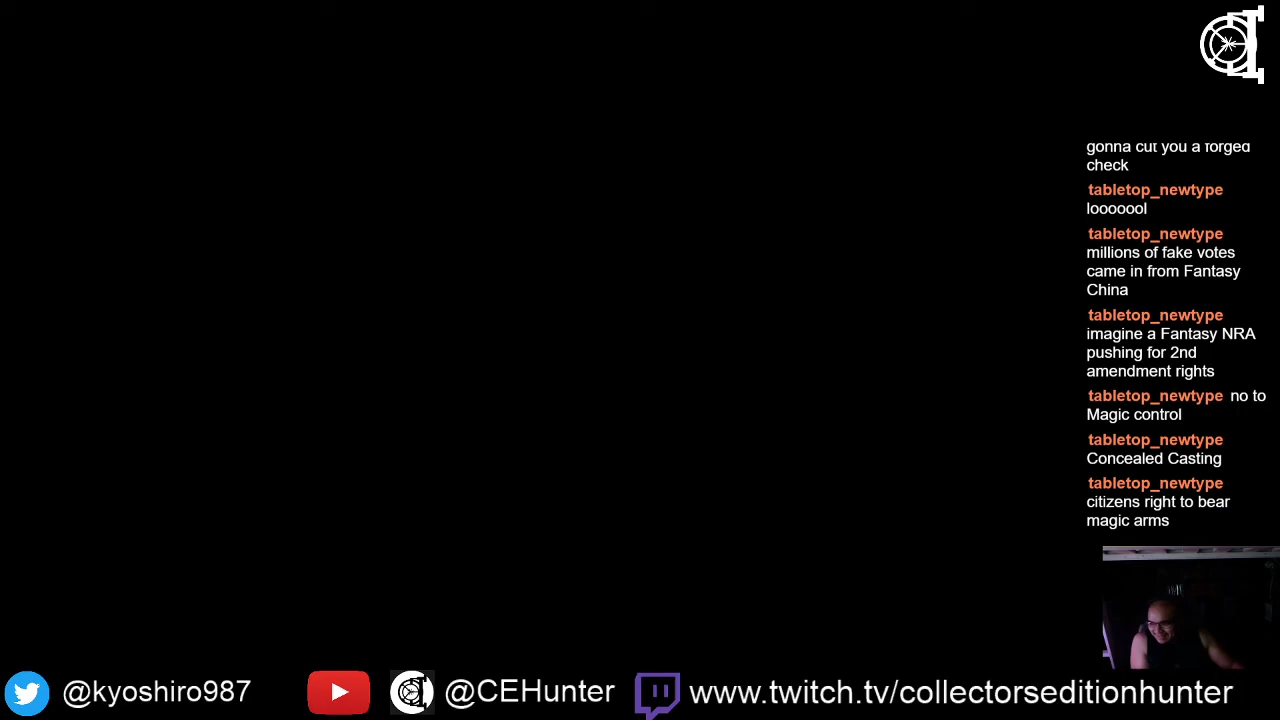 gonna cut you a forged
check
tabletop_newtype
looooool
tabletop_newtype
millions of fake votes
came in from Fantasy
China
tabletop_newtype
imagine a Fantasy NRA
pushing for 2nd
amendment rights
tabletop_newtype no to
Magic control
tabletop_newtype
Concealed Casting
tabletop_newtype
citizens right to bear
magic arms
@kyoshiro987 @CEHunter www.twitch.tv/collectorseditionhunter